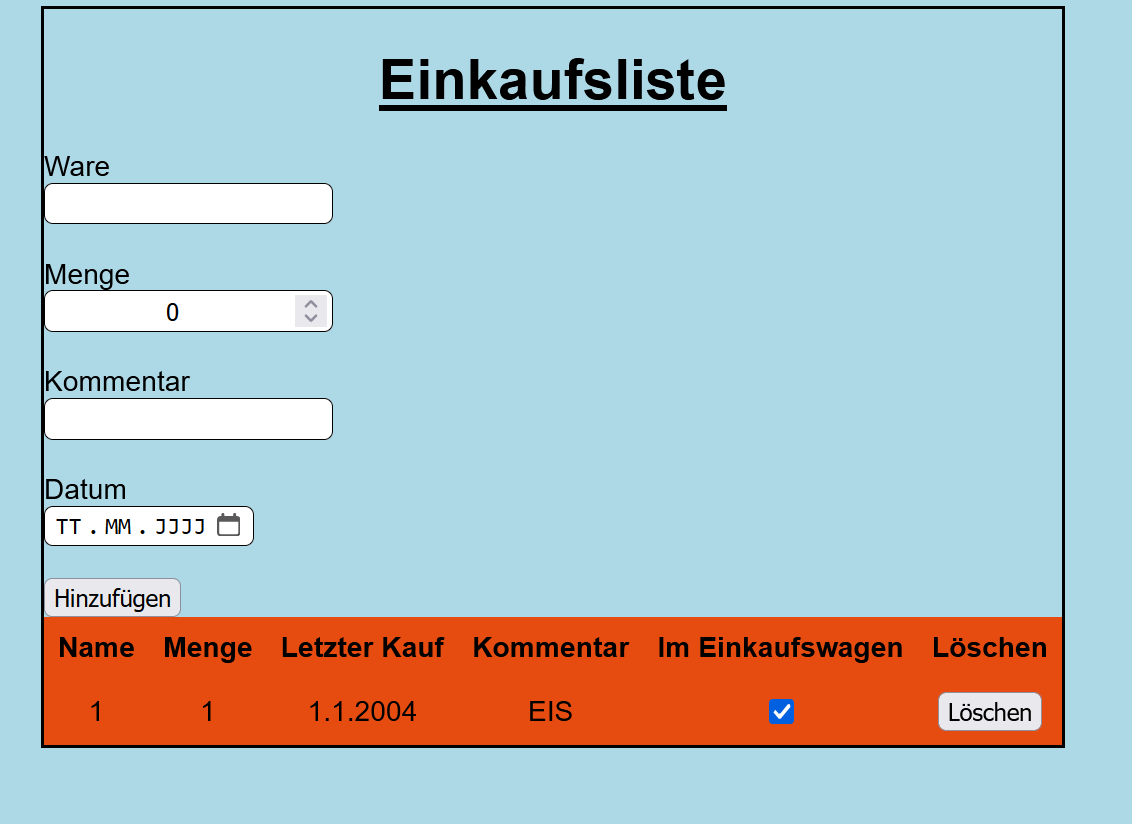 Einkaufsliste
Ware
Menge
0
Kommentar
Datum
TT.MM.JJJJ
Hinzufügen
Name Menge Letzter Kauf Kommentar Im Einkaufswagen Löschen
1 1 1.1.2004 EIS Löschen